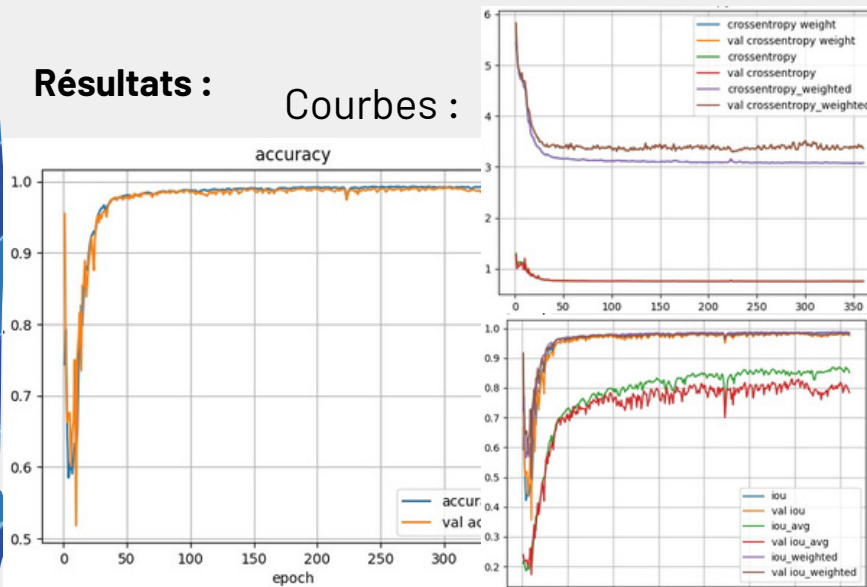 Résultats :
Courbes :
accuracy
1.0
0.9
0.8
0.7
0.6
0.5
0 50 100 150 200 250 300
epoch
accur
val ac
6
5
4
3
2
1
0 50 100 150 200 250 300 350
crossentropy weight
val crossentropy weight
crossentropy
val crossentropy
crossentropy_weighted
val crossentropy_weighted
1.0
0.9
0.8
0.7
0.6
0.5
0.4
0.3
0.2
iou
val iou
iou_avg
val iou_avg
iou_weighted
val iou_weighted